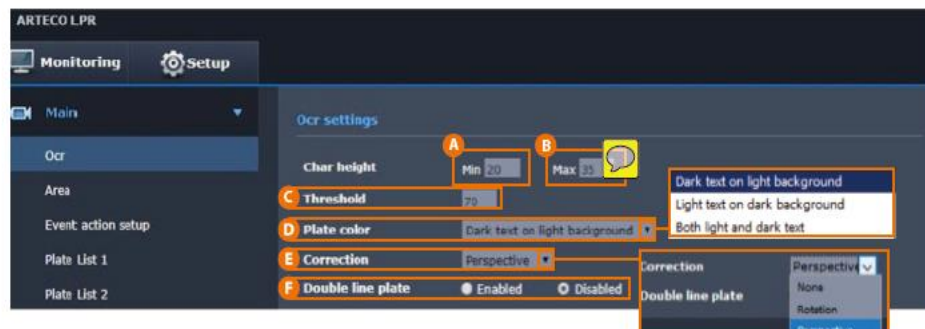 ARTECO LPR
Monitoring Setup
Main
Ocr
Area
Event action setup
Plate List 1
Plate List 2
Ocr settings
A B
Char height Min 20 Max 35
C Threshold 70
D Plate color Dark text on light background
E Correction Perspective
F Double line plate Enabled Disabled
Dark text on light background
Light text on dark background
Both light and dark text
Correction Perspective
Double line plate None
Rotation
Perspective